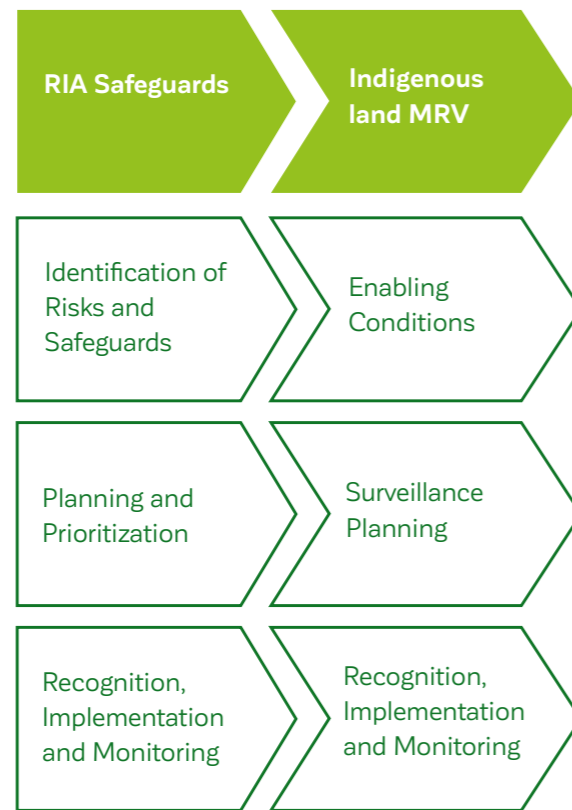 RIA Safeguards
Indigenous
land MRV
Identification of
Risks and
Safeguards
Enabling
Conditions
Planning and
Prioritization
Surveillance
Planning
Recognition,
Implementation
and Monitoring
Recognition,
Implementation
and Monitoring